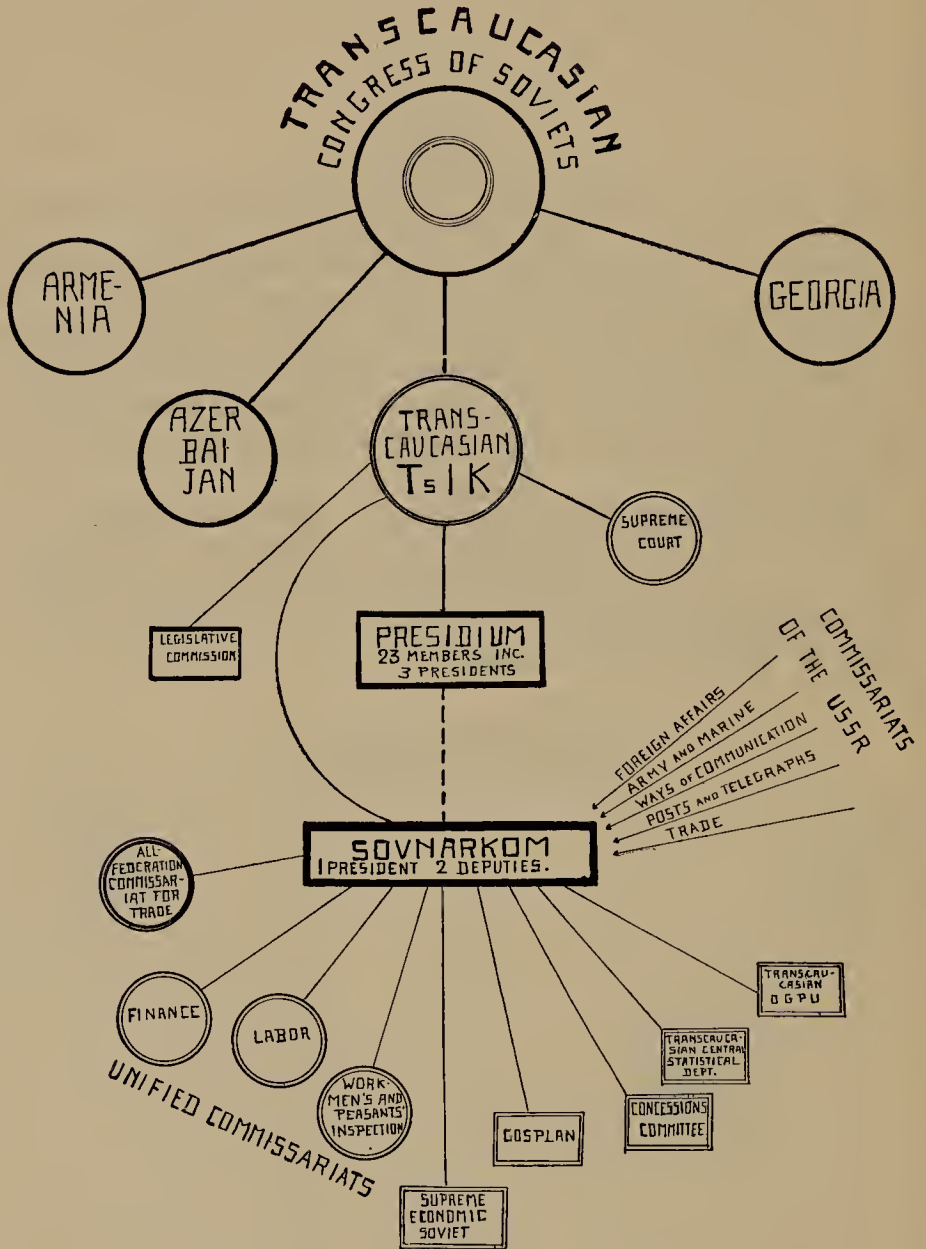 TRANSCAUCASIAN
CONGRESS OF SOVIETS
ARME-
NIA
GEORGIA
AZER
BAI
JAN
TRANS-
CAUCASIAN
TsIK
SUPREME
COURT
LEGISLATIVE
COMMISSION
PRESIDIUM
23 MEMBERS INC.
3 PRESIDENTS
COMMISSARIATS
OF THE USSR
FOREIGN AFFAIRS
ARMY AND MARINE
WAYS OF COMMUNICATION
POSTS AND TELEGRAPHS
TRADE
SOVNARKOM
1 PRESIDENT 2 DEPUTIES.
ALL-
FEDERATION
COMMISSAR-
IAT FOR
TRADE
FINANCE
LABOR
WORK-
MEN'S AND
PEASANTS'
INSPECTION
UNIFIED COMMISSARIATS
SUPREME
ECONOMIC
SOVIET
GOSPLAN
CONCESSIONS
COMMITTEE
TRANSCAUCA-
SIAN CENTRAL
STATISTICAL
DEPT.
TRANSCAU-
CASIAN
OGPU